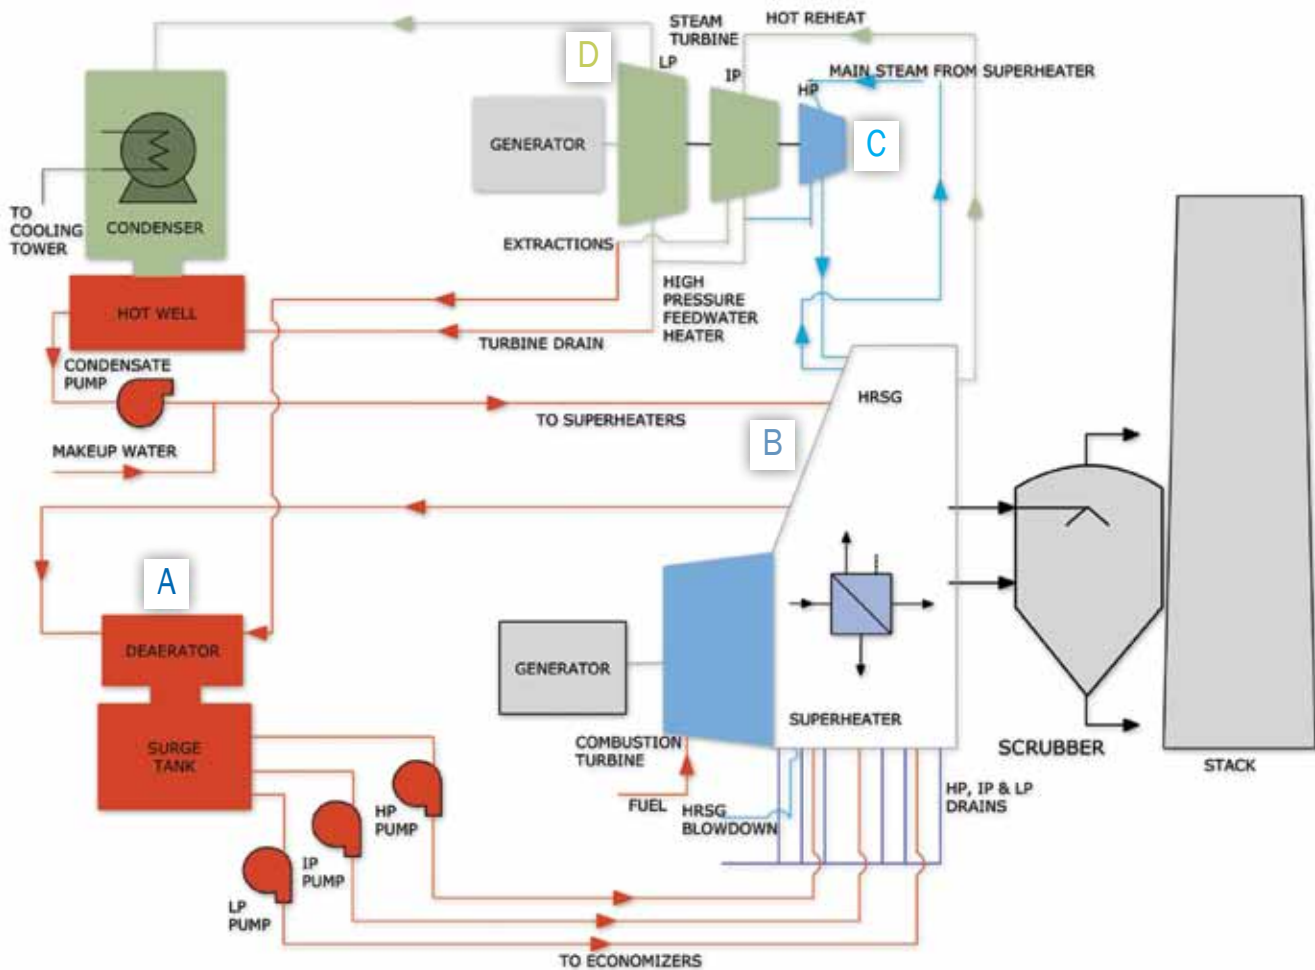 STEAM
TURBINE
HOT REHEAT
D
LP
IP
HP
MAIN STEAM FROM SUPERHEATER
GENERATOR
C
TO
COOLING
TOWER
CONDENSER
EXTRACTIONS
HIGH
PRESSURE
FEEDWATER
HEATER
HOT WELL
TURBINE DRAIN
CONDENSATE
PUMP
HRSG
TO SUPERHEATERS
B
MAKEUP WATER
A
DEAERATOR
GENERATOR
SUPERHEATER
SURGE
TANK
COMBUSTION
TURBINE
SCRUBBER
STACK
FUEL
HRSG
BLOWDOWN
HP, IP & LP
DRAINS
HP
PUMP
IP
PUMP
LP
PUMP
TO ECONOMIZERS